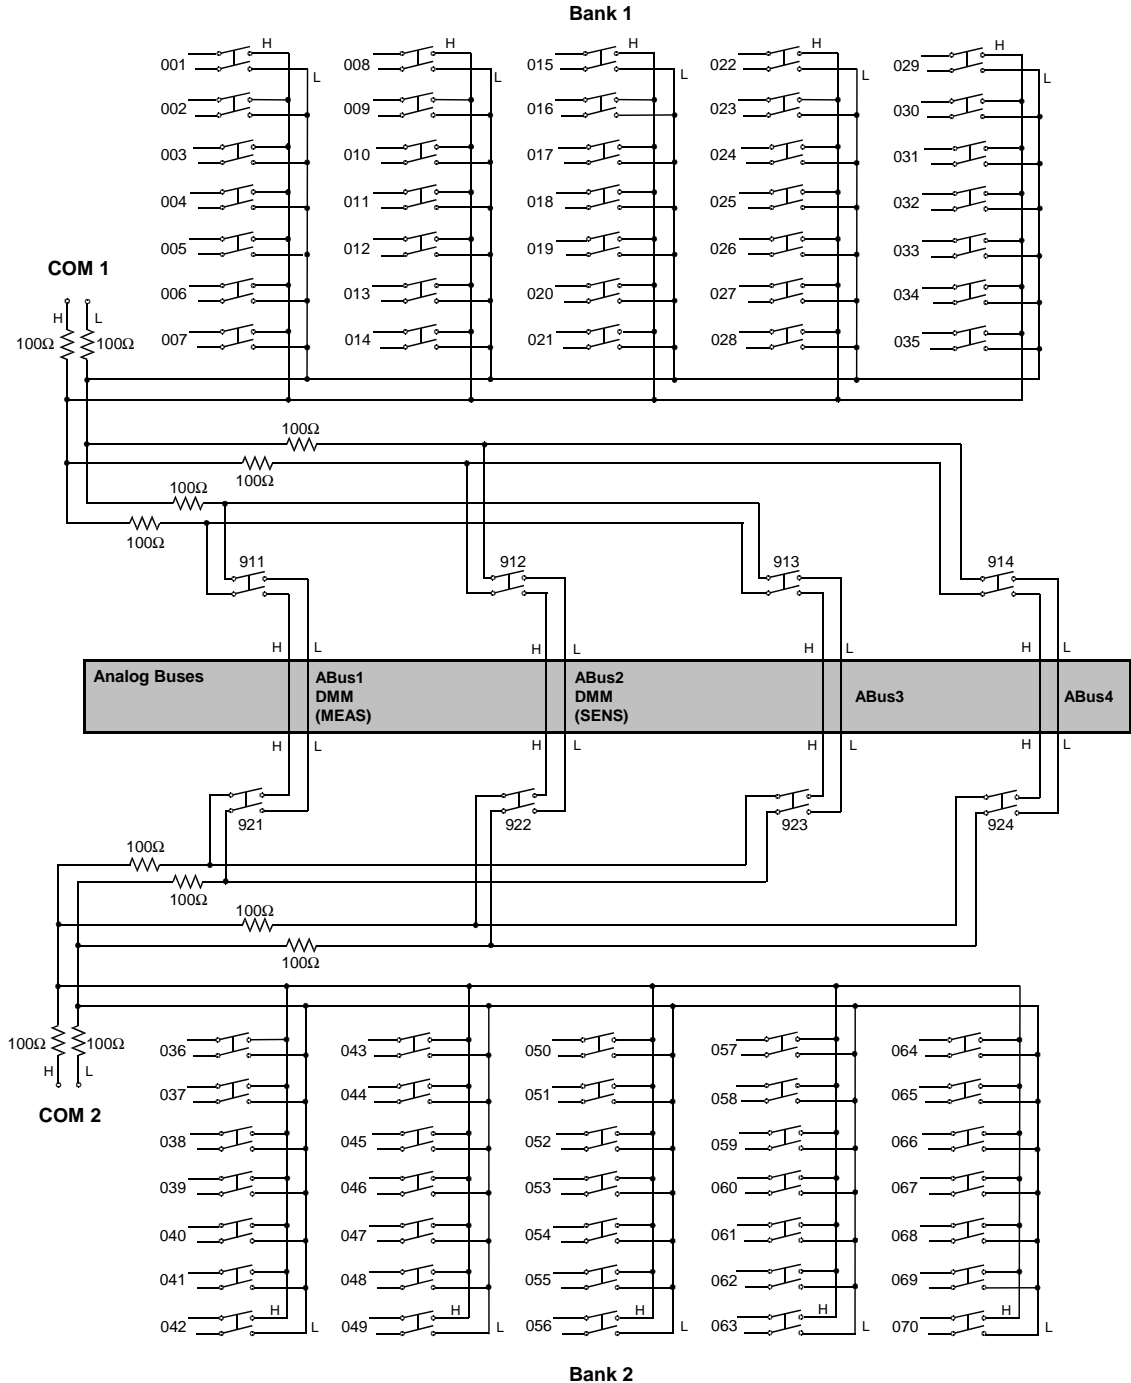 Bank 1
H H H H H
001 008 015 022 029
L L L L L
002 009 016 023 030
003 010 017 024 031
004 011 018 025 032
005 012 019 026 033
COM 1
006 013 020 027 034
H L
100Ω 100Ω
007 014 021 028 035
100Ω
100Ω
100Ω
100Ω
911 912 913 914
H L H L H L H L
Analog Buses
ABus1
DMM
(MEAS)
ABus2
DMM
(SENS)
ABus3
ABus4
H L H L H L H L
921 922 923 924
100Ω
100Ω
100Ω
100Ω
100Ω 100Ω
H L
COM 2
036 043 050 057 064
037 044 051 058 065
038 045 052 059 066
039 046 053 060 067
040 047 054 061 068
041 048 055 062 069
H H H H H
042 049 056 063 070
L L L L L
Bank 2